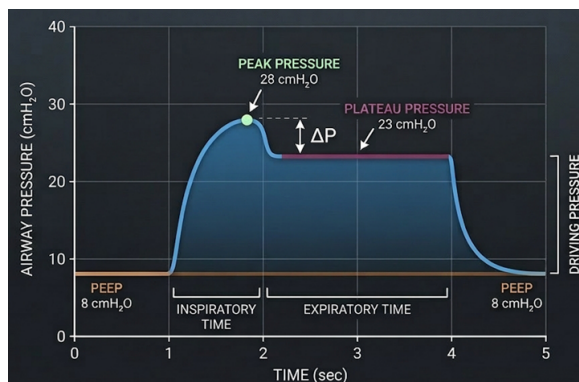 40
30
20
10
0
AIRWAY PRESSURE (cmH₂O)
PEAK PRESSURE
28 cmH₂O
ΔP
PLATEAU PRESSURE
23 cmH₂O
DRIVING PRESSURE
PEEP
8 cmH₂O
INSPIRATORY
TIME
EXPIRATORY TIME
PEEP
8 cmH₂O
0
1
2
3
4
5
TIME (sec)